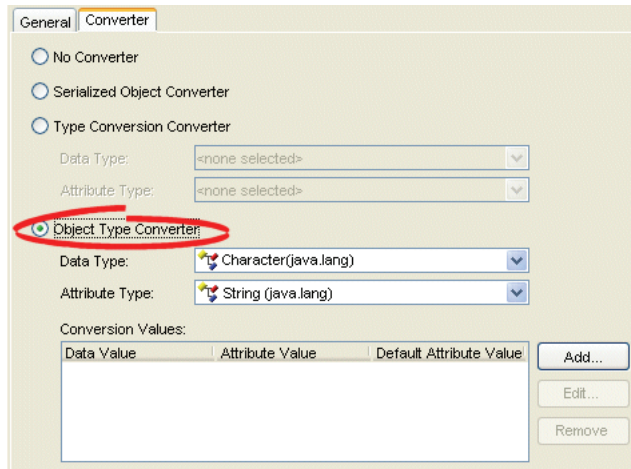 General Converter
No Converter
Serialized Object Converter
Type Conversion Converter
Data Type: <none selected>
Attribute Type: <none selected>
Object Type Converter
Data Type: Character(java.lang)
Attribute Type: String (java.lang)
Conversion Values:
Data Value Attribute Value Default Attribute Value
Add...
Edit...
Remove